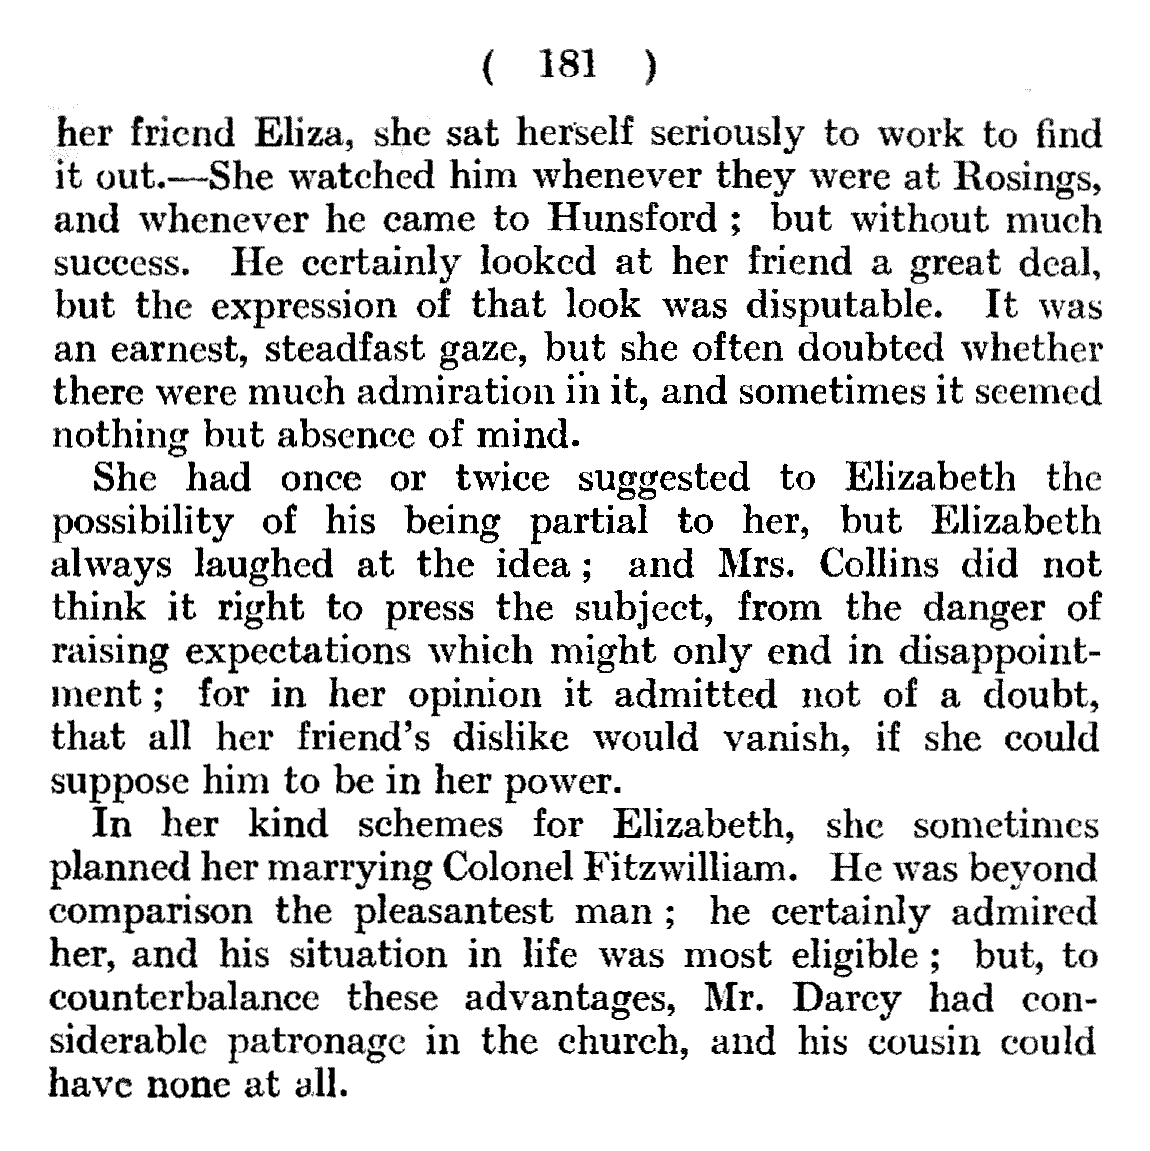 ( 181 )
her friend Eliza, she sat herself seriously to work to find
it out.—She watched him whenever they were at Rosings,
and whenever he came to Hunsford ; but without much
success. He certainly looked at her friend a great deal,
but the expression of that look was disputable. It was
an earnest, steadfast gaze, but she often doubted whether
there were much admiration in it, and sometimes it seemed
nothing but absence of mind.
She had once or twice suggested to Elizabeth the
possibility of his being partial to her, but Elizabeth
always laughed at the idea ; and Mrs. Collins did not
think it right to press the subject, from the danger of
raising expectations which might only end in disappoint-
ment ; for in her opinion it admitted not of a doubt,
that all her friend's dislike would vanish, if she could
suppose him to be in her power.
In her kind schemes for Elizabeth, she sometimes
planned her marrying Colonel Fitzwilliam. He was beyond
comparison the pleasantest man ; he certainly admired
her, and his situation in life was most eligible ; but, to
counterbalance these advantages, Mr. Darcy had con-
siderable patronage in the church, and his cousin could
have none at all.